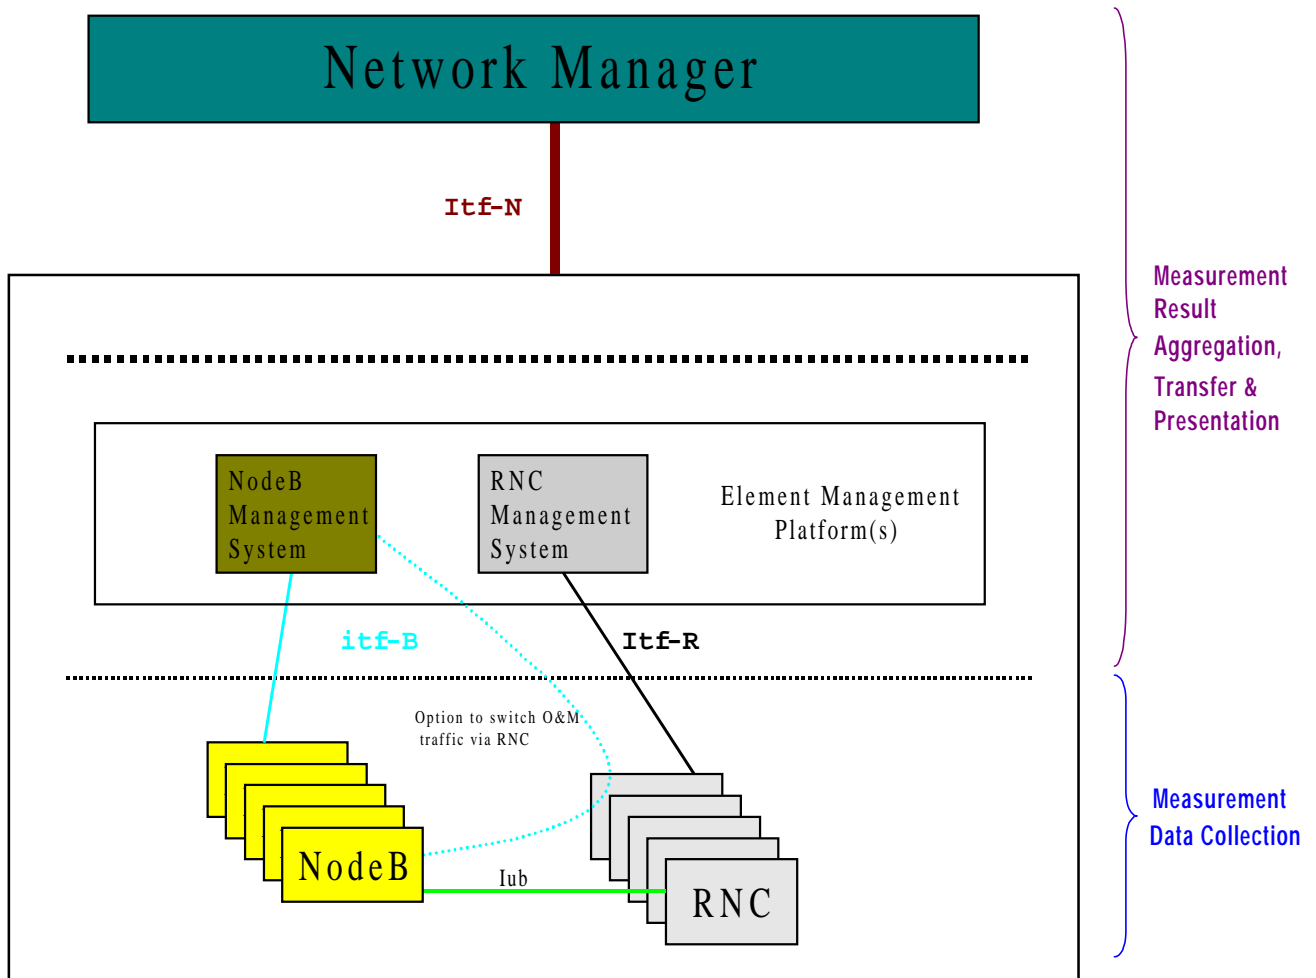 Network Manager
Itf-N
Measurement
Result
Aggregation,
Transfer &
Presentation
NodeB
Management
System
RNC
Management
System
Element Management
Platform(s)
itf-B
Itf-R
Option to switch O&M
traffic via RNC
Measurement
Data Collection
NodeB
Iub
RNC